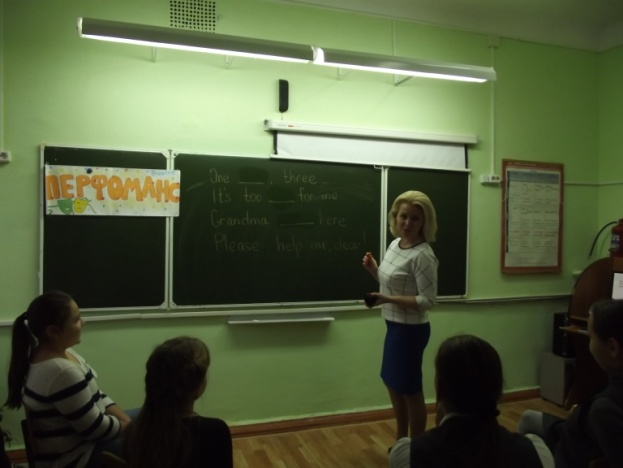 ПЕРФОМАНС
One ___, three...
It's too ___ for me
Grandma ___ here
Please help me, dear!